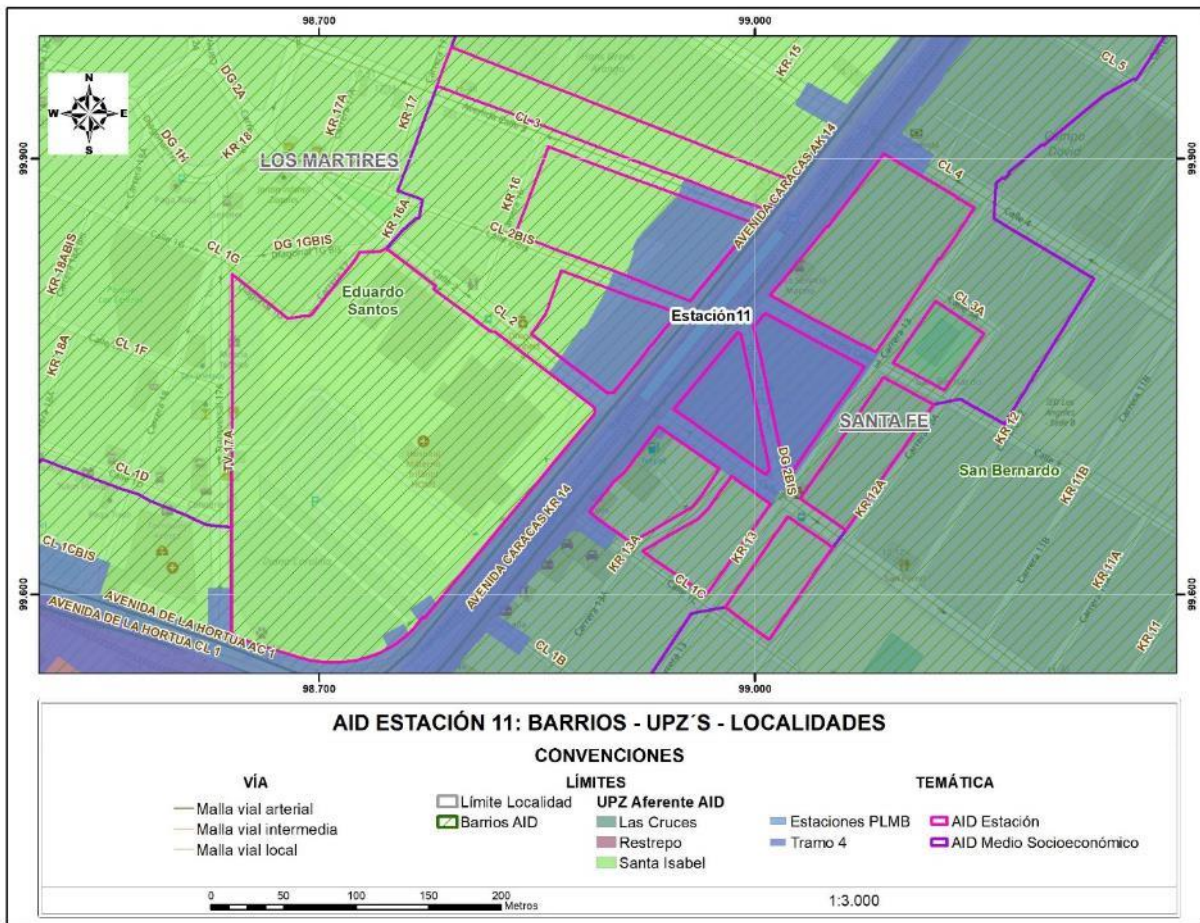 98.700
99.000
N
W
E
S
99.900
99.900
99.600
99.600
DG 2A
KR 17A
KR 17
KR 18
DG 1H
LOS MARTIRES
KR 15
CL 5
CL 3
KR 16
KR 16A
AVENIDA CARACAS AK 14
CL 4
Calle 4
CL 2BIS
DG 1GBIS
CL 1G
KR 18ABIS
Eduardo
Santos
CL 2
Estación11
CL 3A
KR 18A
CL 1F
SANTA FE
KR 12
San Bernardo
TV 17A
DG 2BIS
KR 12A
KR 11B
CL 1D
AVENIDA CARACAS KR 14
KR 13A
KR 13
CL 1CBIS
CL 1C
KR 11A
AVENIDA DE LA HORTUA AC 1
AVENIDA DE LA HORTUA CL 1
CL 1B
KR 11
98.700
99.000
AID ESTACIÓN 11: BARRIOS - UPZ´S - LOCALIDADES
CONVENCIONES
VÍA
Malla vial arterial
Malla vial intermedia
Malla vial local
LÍMITES
Límite Localidad
Barrios AID
UPZ Aferente AID
Las Cruces
Restrepo
Santa Isabel
TEMÁTICA
Estaciones PLMB
Tramo 4
AID Estación
AID Medio Socioeconómico
0 50 100 150 200
Metros
1:3.000